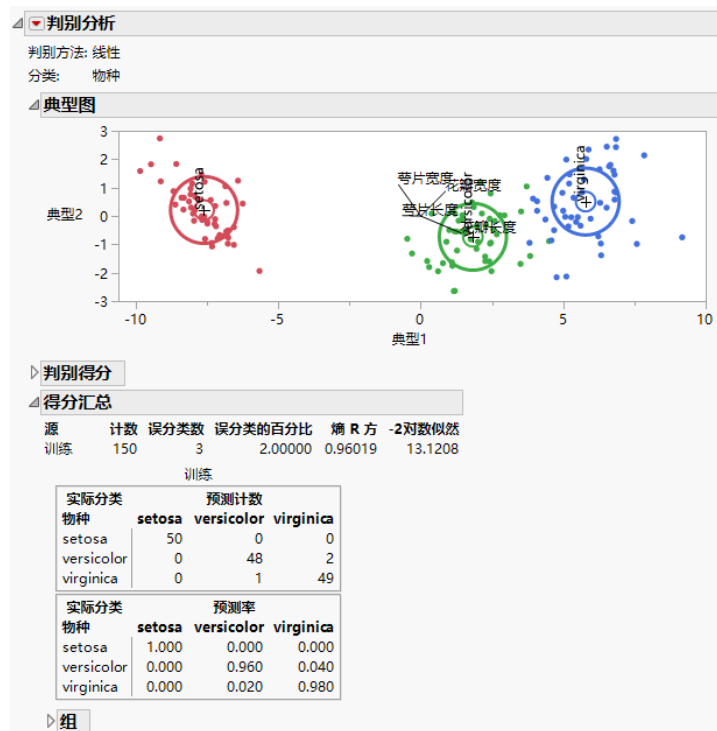 判别分析
判别方法: 线性
分类: 物种
典型图
3
2
1
0
-1
-2
-3
典型2
setosa
versicolor
virginica
萼片宽度
花瓣宽度
萼片长度
花瓣长度
-10 -5 0 5 10
典型1
判别得分
得分汇总
源 计数 误分类数 误分类的百分比 熵 R 方 -2对数似然
训练 150 3 2.00000 0.96019 13.1208
训练
实际分类 预测计数
物种 setosa versicolor virginica
setosa 50 0 0
versicolor 0 48 2
virginica 0 1 49
实际分类 预测率
物种 setosa versicolor virginica
setosa 1.000 0.000 0.000
versicolor 0.000 0.960 0.040
virginica 0.000 0.020 0.980
组